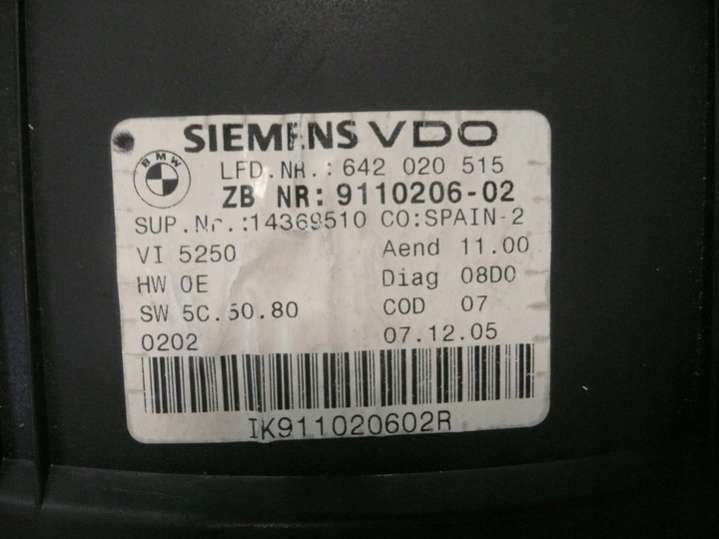 SIEMENS VDO
BMW
LFD.NR.: 642 020 515
ZB NR: 9110206-02
SUP.Nr.:14369510 CO:SPAIN-2
VI 5250 Aend 11.00
HW 0E Diag 08D0
SW 5C.50.80 COD 07
0202 07.12.05
IK911020602R